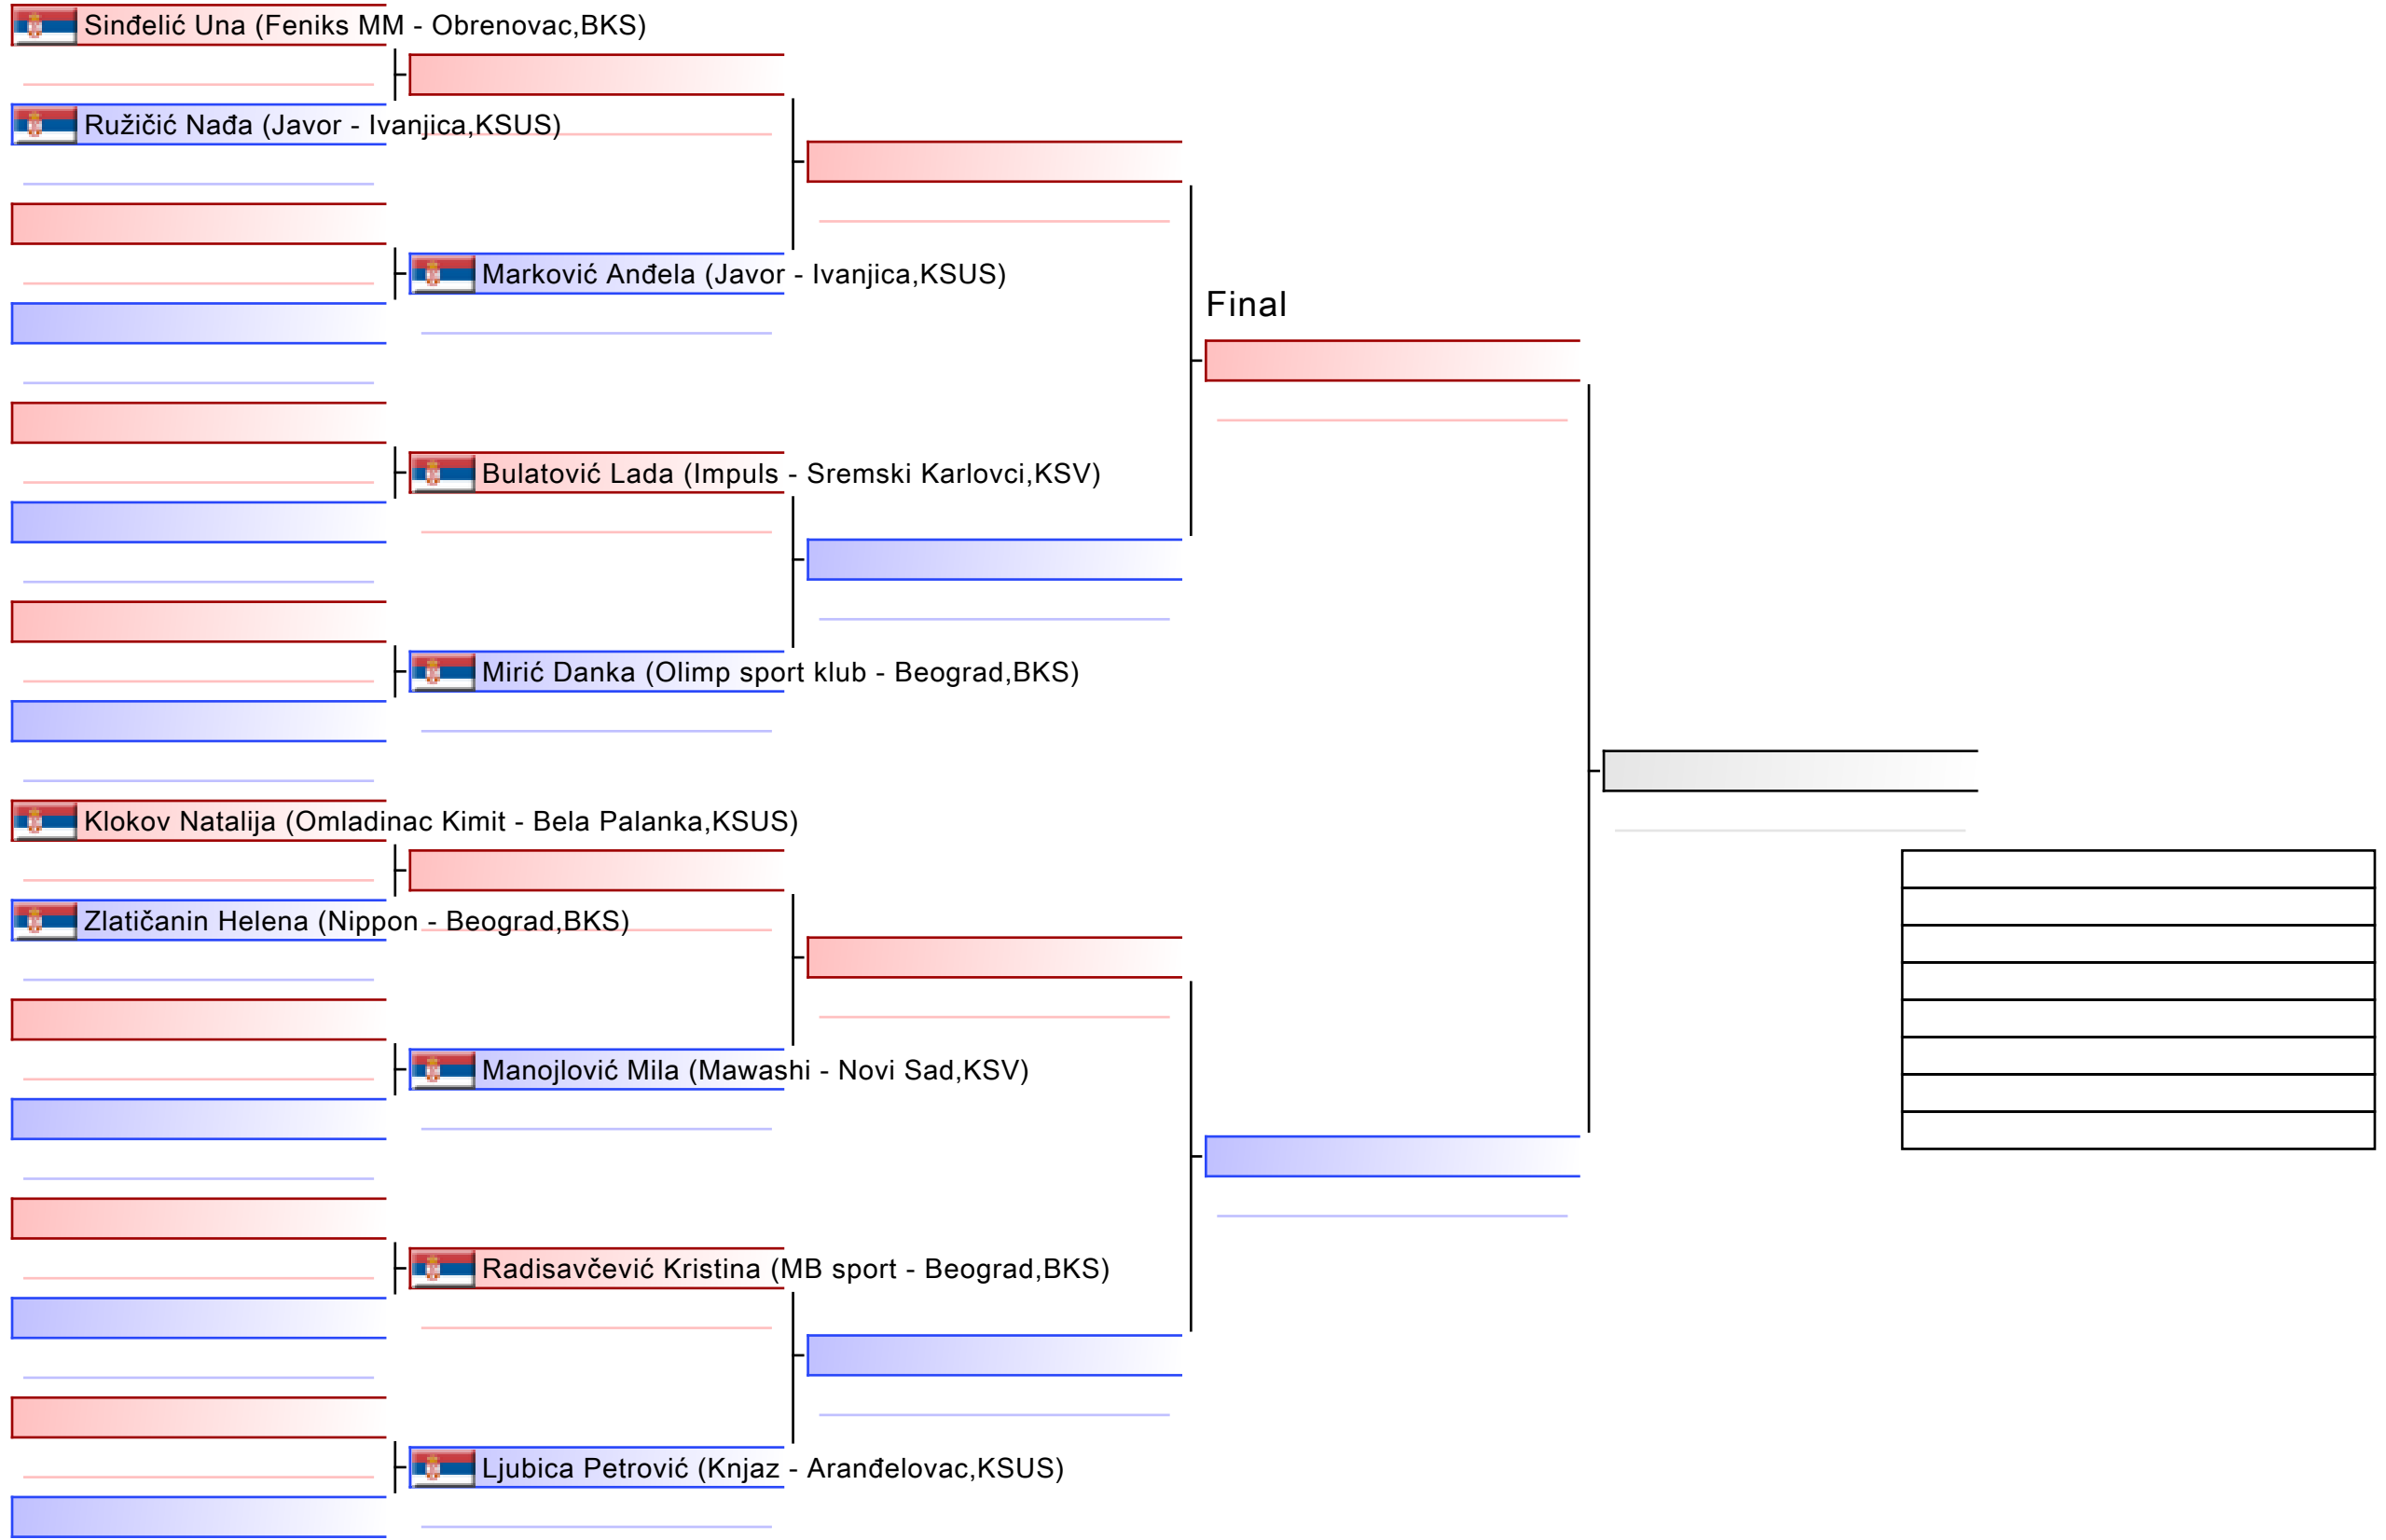 Sinđelić Una (Feniks MM - Obrenovac,BKS)
Ružičić Nađa (Javor - Ivanjica,KSUS)
Marković Anđela (Javor - Ivanjica,KSUS)
Final
Bulatović Lada (Impuls - Sremski Karlovci,KSV)
Mirić Danka (Olimp sport klub - Beograd,BKS)
Klokov Natalija (Omladinac Kimit - Bela Palanka,KSUS)
Zlatičanin Helena (Nippon - Beograd,BKS)
Manojlović Mila (Mawashi - Novi Sad,KSV)
Radisavčević Kristina (MB sport - Beograd,BKS)
Ljubica Petrović (Knjaz - Aranđelovac,KSUS)